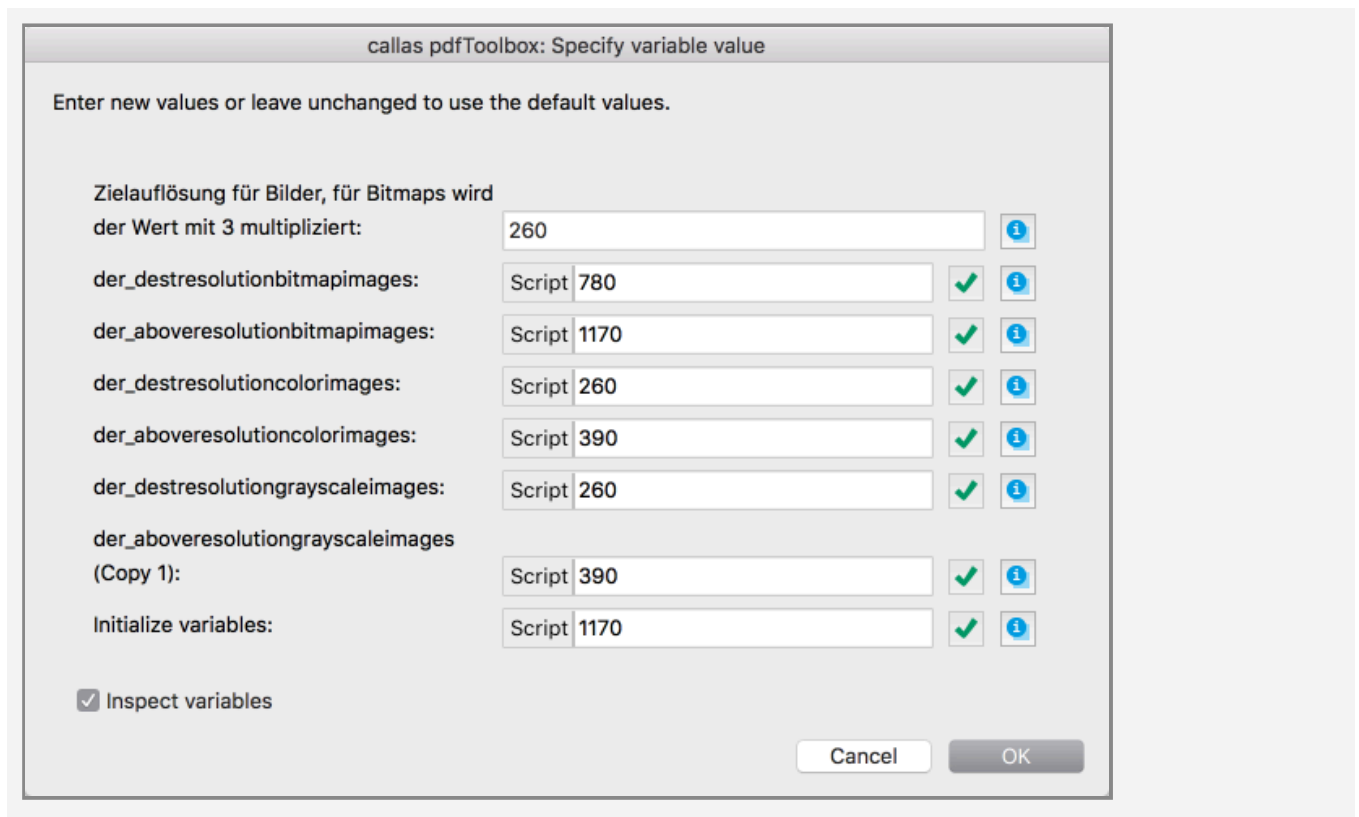 callas pdfToolbox: Specify variable value
Enter new values or leave unchanged to use the default values.
Zielauflösung für Bilder, für Bitmaps wird
der Wert mit 3 multipliziert: 260
der_destresolutionbitmapimages: Script 780
der_aboveresolutionbitmapimages: Script 1170
der_destresolutioncolorimages: Script 260
der_aboveresolutioncolorimages: Script 390
der_destresolutiongrayscaleimages: Script 260
der_aboveresolutiongrayscaleimages
(Copy 1): Script 390
Initialize variables: Script 1170
Inspect variables
Cancel OK